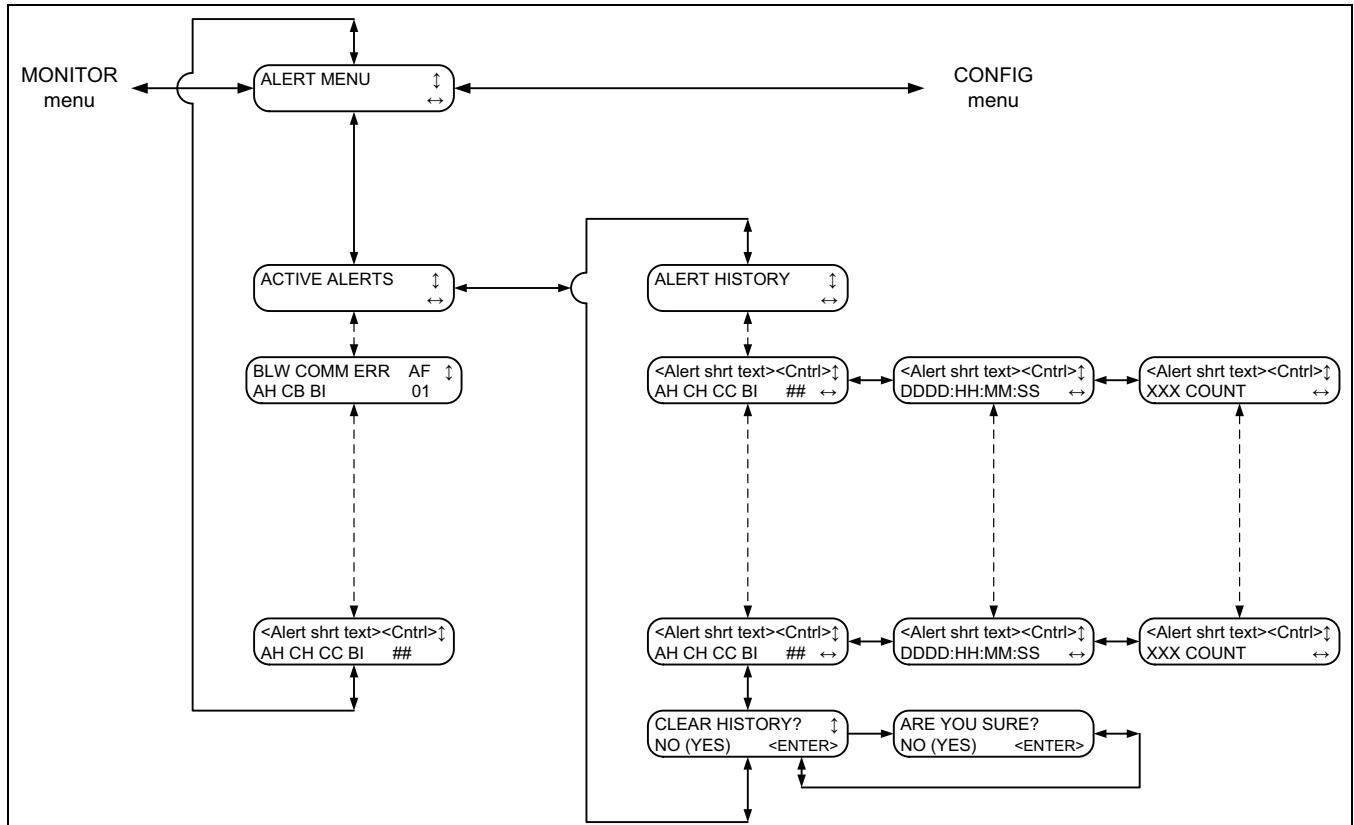 MONITOR
menu
ALERT MENU ↕
↔
CONFIG
menu
ACTIVE ALERTS ↕
↔
ALERT HISTORY ↕
↔
BLW COMM ERR AF ↕
AH CB BI 01
<Alert shrt text><Cntrl>↕
AH CH CC BI ## ↔
<Alert shrt text><Cntrl>↕
DDDD:HH:MM:SS ↔
<Alert shrt text><Cntrl>↕
XXX COUNT ↔
<Alert shrt text><Cntrl>↕
AH CH CC BI ##
<Alert shrt text><Cntrl>↕
AH CH CC BI ## ↔
<Alert shrt text><Cntrl>↕
DDDD:HH:MM:SS ↔
<Alert shrt text><Cntrl>↕
XXX COUNT ↔
CLEAR HISTORY? ↕
NO (YES) <ENTER>
ARE YOU SURE?
NO (YES) <ENTER>